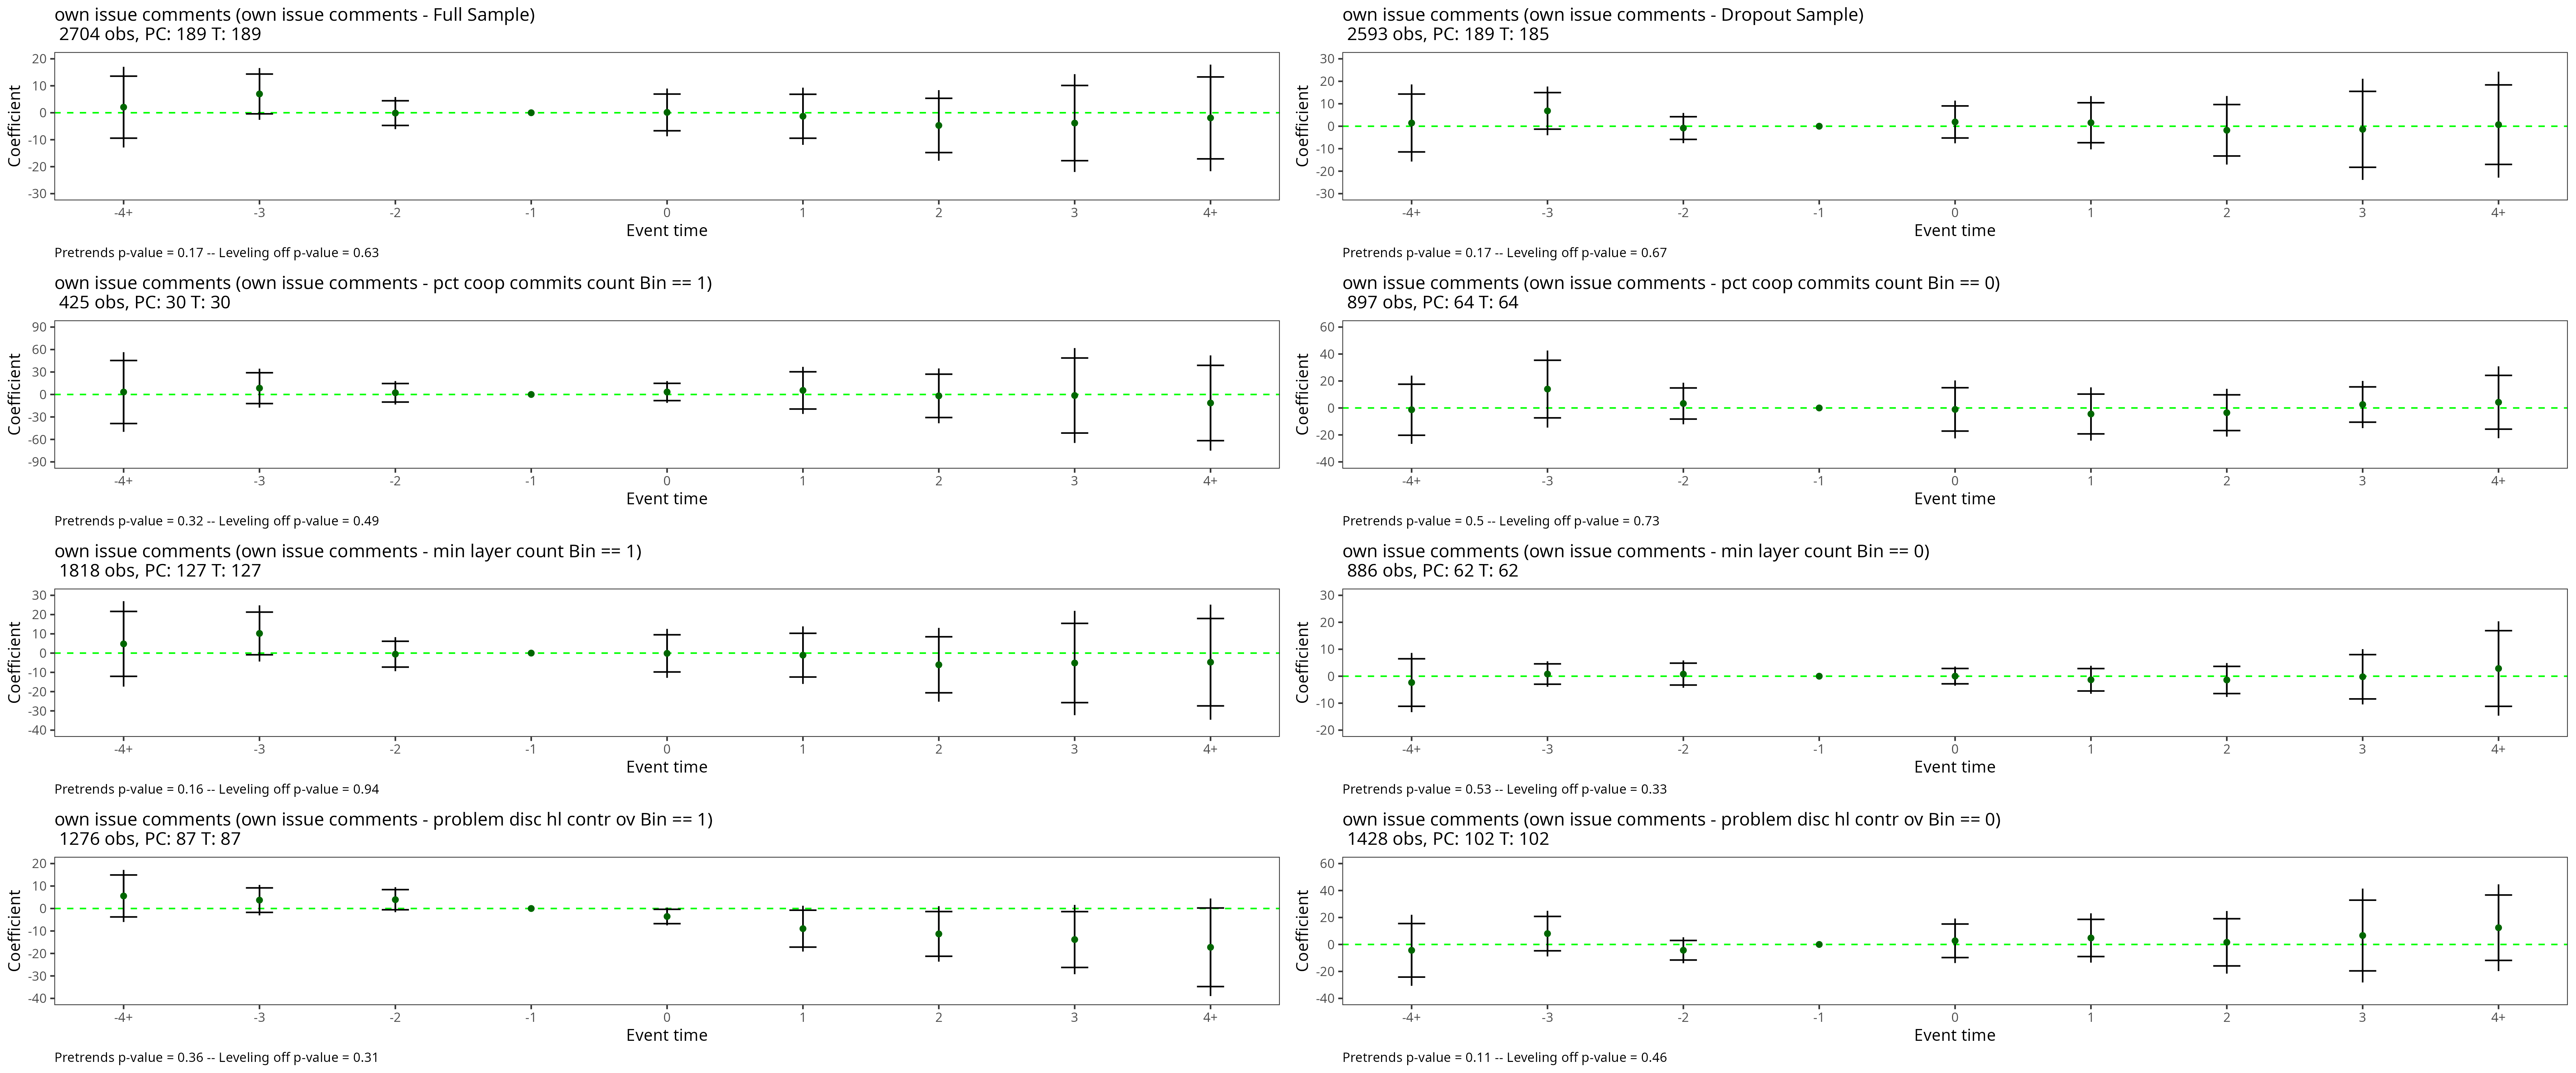 own issue comments (own issue comments - Full Sample)
2704 obs, PC: 189 T: 189
20
10
0
-10
-20
-30
Coefficient
-4+ -3 -2 -1 0 1 2 3 4+
Event time
Pretrends p-value = 0.17 -- Leveling off p-value = 0.63
own issue comments (own issue comments - Dropout Sample)
2593 obs, PC: 189 T: 185
30
20
10
0
-10
-20
-30
Coefficient
-4+ -3 -2 -1 0 1 2 3 4+
Event time
Pretrends p-value = 0.17 -- Leveling off p-value = 0.67
own issue comments (own issue comments - pct coop commits count Bin == 1)
425 obs, PC: 30 T: 30
90
60
30
0
-30
-60
-90
Coefficient
-4+ -3 -2 -1 0 1 2 3 4+
Event time
Pretrends p-value = 0.32 -- Leveling off p-value = 0.49
own issue comments (own issue comments - pct coop commits count Bin == 0)
897 obs, PC: 64 T: 64
60
40
20
0
-20
-40
Coefficient
-4+ -3 -2 -1 0 1 2 3 4+
Event time
Pretrends p-value = 0.5 -- Leveling off p-value = 0.73
own issue comments (own issue comments - min layer count Bin == 1)
1818 obs, PC: 127 T: 127
30
20
10
0
-10
-20
-30
-40
Coefficient
-4+ -3 -2 -1 0 1 2 3 4+
Event time
Pretrends p-value = 0.16 -- Leveling off p-value = 0.94
own issue comments (own issue comments - min layer count Bin == 0)
886 obs, PC: 62 T: 62
30
20
10
0
-10
-20
Coefficient
-4+ -3 -2 -1 0 1 2 3 4+
Event time
Pretrends p-value = 0.53 -- Leveling off p-value = 0.33
own issue comments (own issue comments - problem disc hl contr ov Bin == 1)
1276 obs, PC: 87 T: 87
20
10
0
-10
-20
-30
-40
Coefficient
-4+ -3 -2 -1 0 1 2 3 4+
Event time
Pretrends p-value = 0.36 -- Leveling off p-value = 0.31
own issue comments (own issue comments - problem disc hl contr ov Bin == 0)
1428 obs, PC: 102 T: 102
60
40
20
0
-20
-40
Coefficient
-4+ -3 -2 -1 0 1 2 3 4+
Event time
Pretrends p-value = 0.11 -- Leveling off p-value = 0.46